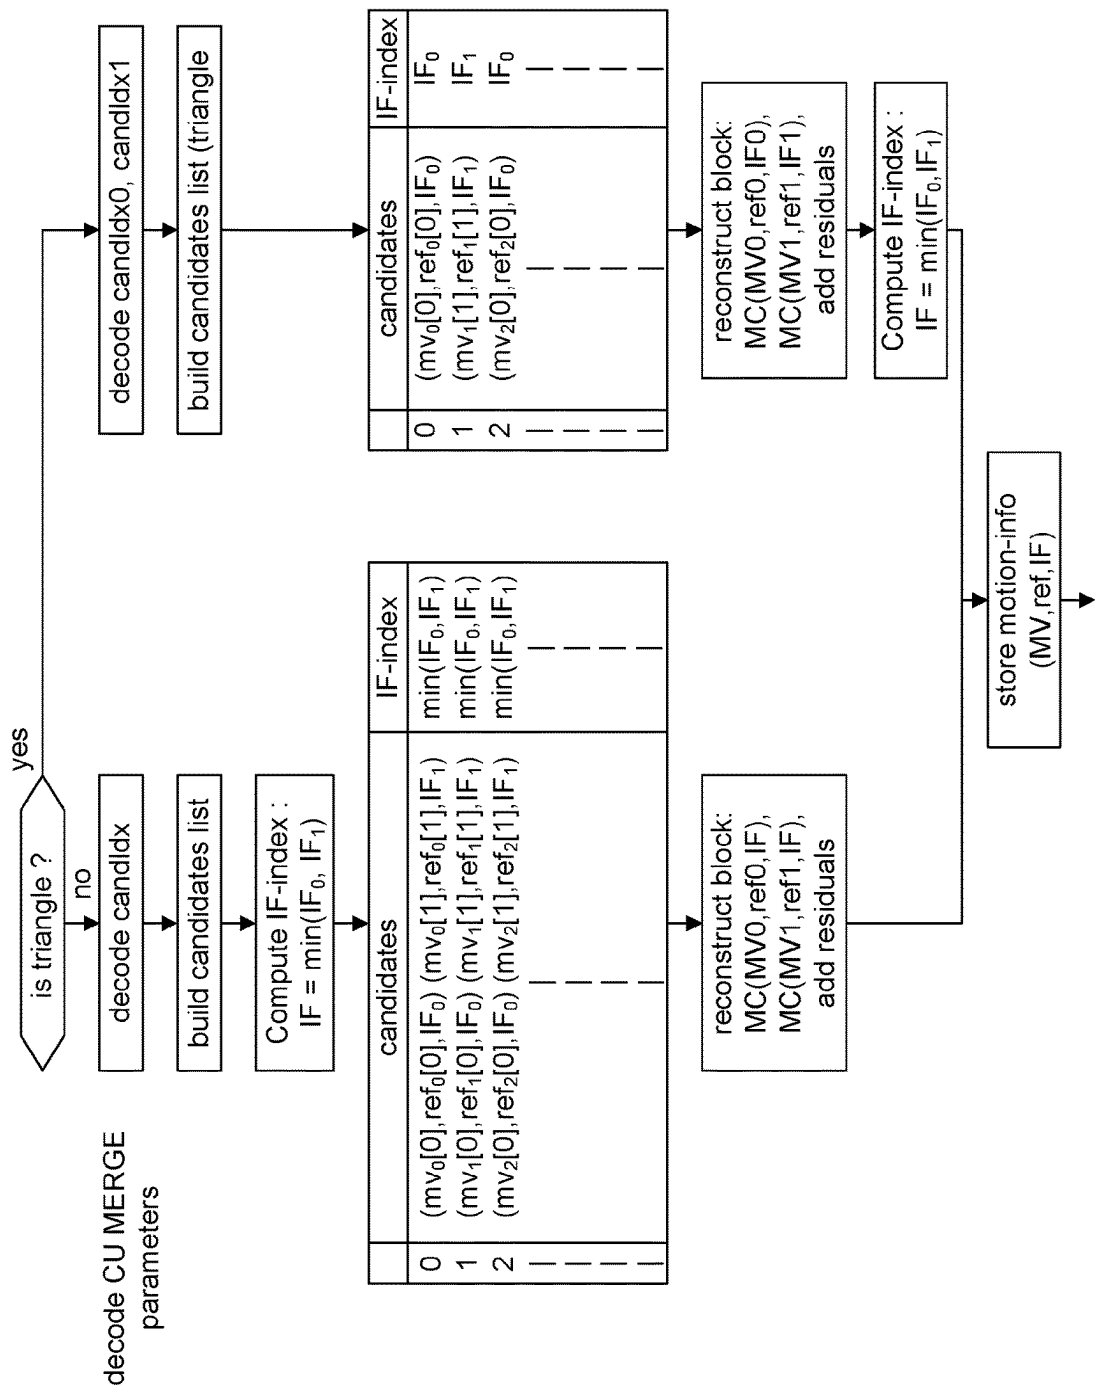 decode CU MERGE
parameters
is triangle ?
yes
no
decode candIdx
build candidates list
Compute IF-index :
IF = min(IF₀, IF₁)
candidates IF-index
0 (mv₀[0],ref₀[0],IF₀) (mv₀[1],ref₀[1],IF₁) min(IF₀,IF₁)
1 (mv₁[0],ref₁[0],IF₀) (mv₁[1],ref₁[1],IF₁) min(IF₀,IF₁)
2 (mv₂[0],ref₂[0],IF₀) (mv₂[1],ref₂[1],IF₁) min(IF₀,IF₁)
reconstruct block:
MC(MV0,ref0,IF),
MC(MV1,ref1,IF),
add residuals
decode candIdx0, candIdx1
build candidates list (triangle
candidates IF-index
0 (mv₀[0],ref₀[0],IF₀) IF₀
1 (mv₁[1],ref₁[1],IF₁) IF₁
2 (mv₂[0],ref₂[0],IF₀) IF₀
reconstruct block:
MC(MV0,ref0,IF0),
MC(MV1,ref1,IF1),
add residuals
Compute IF-index :
IF = min(IF₀,IF₁)
store motion-info
(MV,ref,IF)